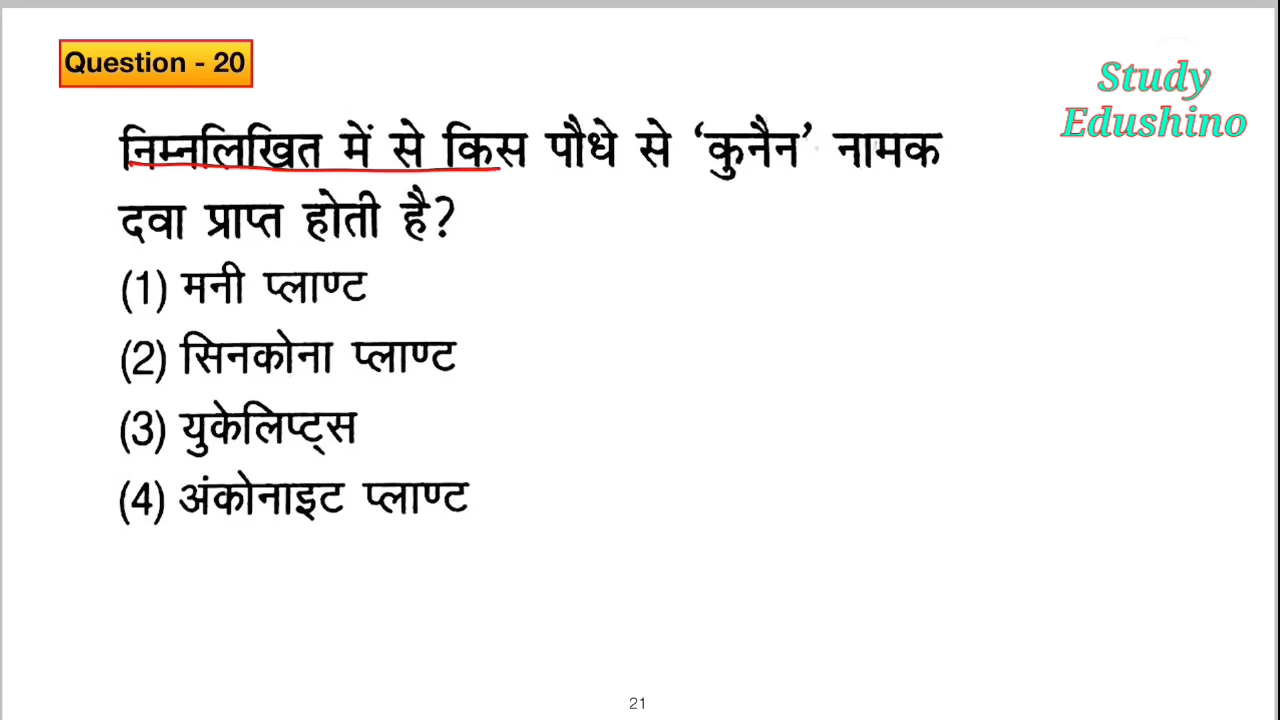 Question - 20
Study
Edushino
निम्नलिखित में से किस पौधे से ‘कुनैन’ नामक
दवा प्राप्त होती है?
(1) मनी प्लाण्ट
(2) सिनकोना प्लाण्ट
(3) युकेलिप्ट्स
(4) अंकोनाइट प्लाण्ट
21